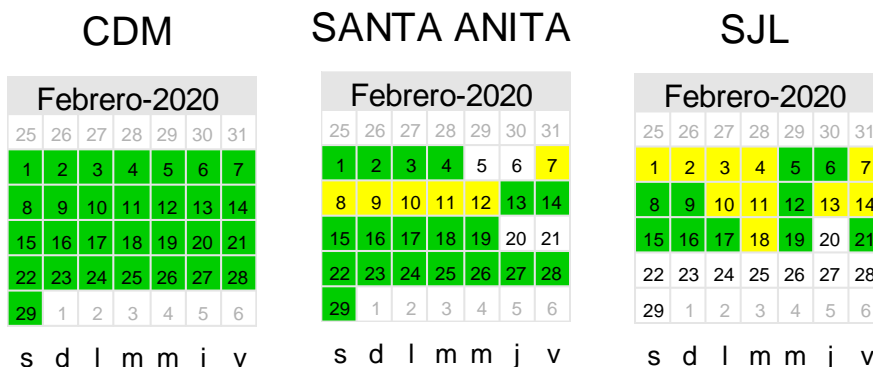 CDM
Febrero-2020
25 26 27 28 29 30 31
1 2 3 4 5 6 7
8 9 10 11 12 13 14
15 16 17 18 19 20 21
22 23 24 25 26 27 28
29 1 2 3 4 5 6
s d l m m j v
SANTA ANITA
Febrero-2020
25 26 27 28 29 30 31
1 2 3 4 5 6 7
8 9 10 11 12 13 14
15 16 17 18 19 20 21
22 23 24 25 26 27 28
29 1 2 3 4 5 6
s d l m m j v
SJL
Febrero-2020
25 26 27 28 29 30 31
1 2 3 4 5 6 7
8 9 10 11 12 13 14
15 16 17 18 19 20 21
22 23 24 25 26 27 28
29 1 2 3 4 5 6
s d l m m j v